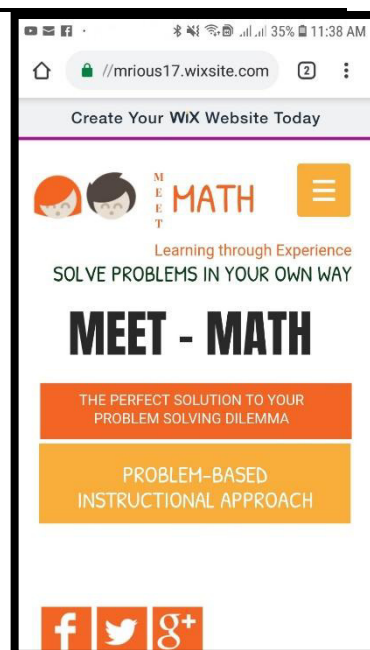 35% 11:38 AM
//mrious17.wixsite.com 2
Create Your WiX Website Today
MEET
MATH
Learning through Experience
SOLVE PROBLEMS IN YOUR OWN WAY
MEET - MATH
THE PERFECT SOLUTION TO YOUR
PROBLEM SOLVING DILEMMA
PROBLEM-BASED
INSTRUCTIONAL APPROACH
f g+